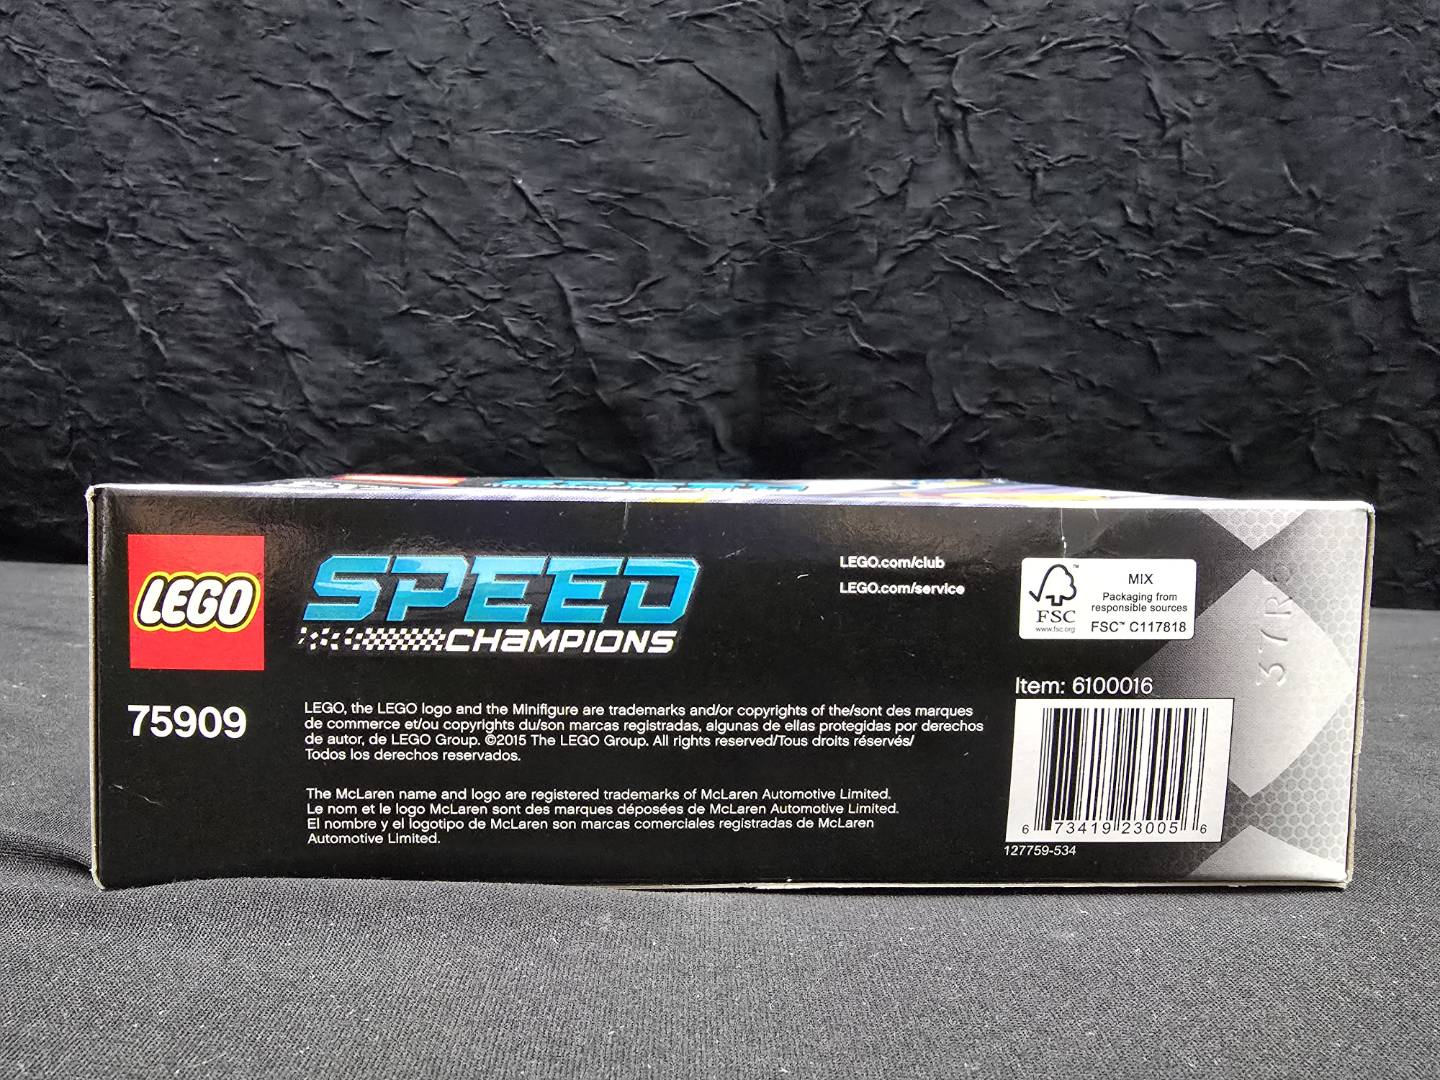 LEGO
SPEED
CHAMPIONS
75909
LEGO.com/club
LEGO.com/service
LEGO, the LEGO logo and the Minifigure are trademarks and/or copyrights of the/sont des marques
de commerce et/ou copyrights du/son marcas registradas, algunas de ellas protegidas por derechos
de autor, de LEGO Group. ©2015 The LEGO Group. All rights reserved/Tous droits réservés/
Todos los derechos reservados.
The McLaren name and logo are registered trademarks of McLaren Automotive Limited.
Le nom et le logo McLaren sont des marques déposées de McLaren Automotive Limited.
El nombre y el logotipo de McLaren son marcas comerciales registradas de McLaren
Automotive Limited.
™
FSC
www.fsc.org
MIX
Packaging from
responsible sources
FSC™ C117818
Item: 6100016
6 73419 23005 6
127759-534